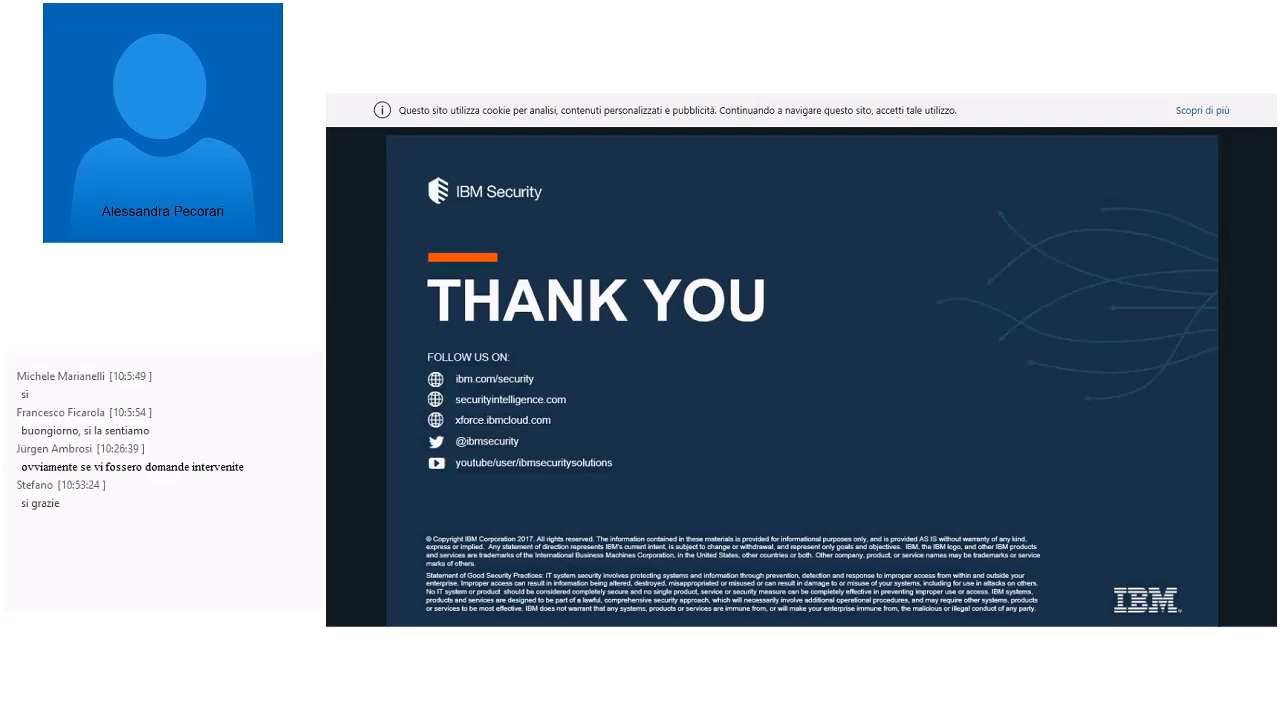 Alessandra Pecorari
Michele Marianelli [10:5:49 ]
si
Francesco Ficarola [10:5:54 ]
buongiorno, si la sentiamo
Jürgen Ambrosi [10:26:39 ]
ovviamente se vi fossero domande intervenite
Stefano [10:53:24 ]
si grazie
Questo sito utilizza cookie per analisi, contenuti personalizzati e pubblicità. Continuando a navigare questo sito, accetti tale utilizzo.
Scopri di più
IBM Security
THANK YOU
FOLLOW US ON:
ibm.com/security
securityintelligence.com
xforce.ibmcloud.com
@ibmsecurity
youtube/user/ibmsecuritysolutions
© Copyright IBM Corporation 2017. All rights reserved. The information contained in these materials is provided for informational purposes only, and is provided AS IS without warranty of any kind,
express or implied. Any statement of direction represents IBM's current intent, is subject to change or withdrawal, and represent only goals and objectives. IBM, the IBM logo, and other IBM products
and services are trademarks of the International Business Machines Corporation, in the United States, other countries or both. Other company, product, or service names may be trademarks or service
marks of others.
Statement of Good Security Practices: IT system security involves protecting systems and information through prevention, detection and response to improper access from within and outside your
enterprise. Improper access can result in information being altered, destroyed, misappropriated or misused or can result in damage to or misuse of your systems, including for use in attacks on others.
No IT system or product should be considered completely secure and no single product, service or security measure can be completely effective in preventing improper use or access. IBM systems,
products and services are designed to be part of a lawful, comprehensive security approach, which will necessarily involve additional operational procedures, and may require other systems, products
or services to be most effective. IBM does not warrant that any systems, products or services are immune from, or will make your enterprise immune from, the malicious or illegal conduct of any party.
IBM